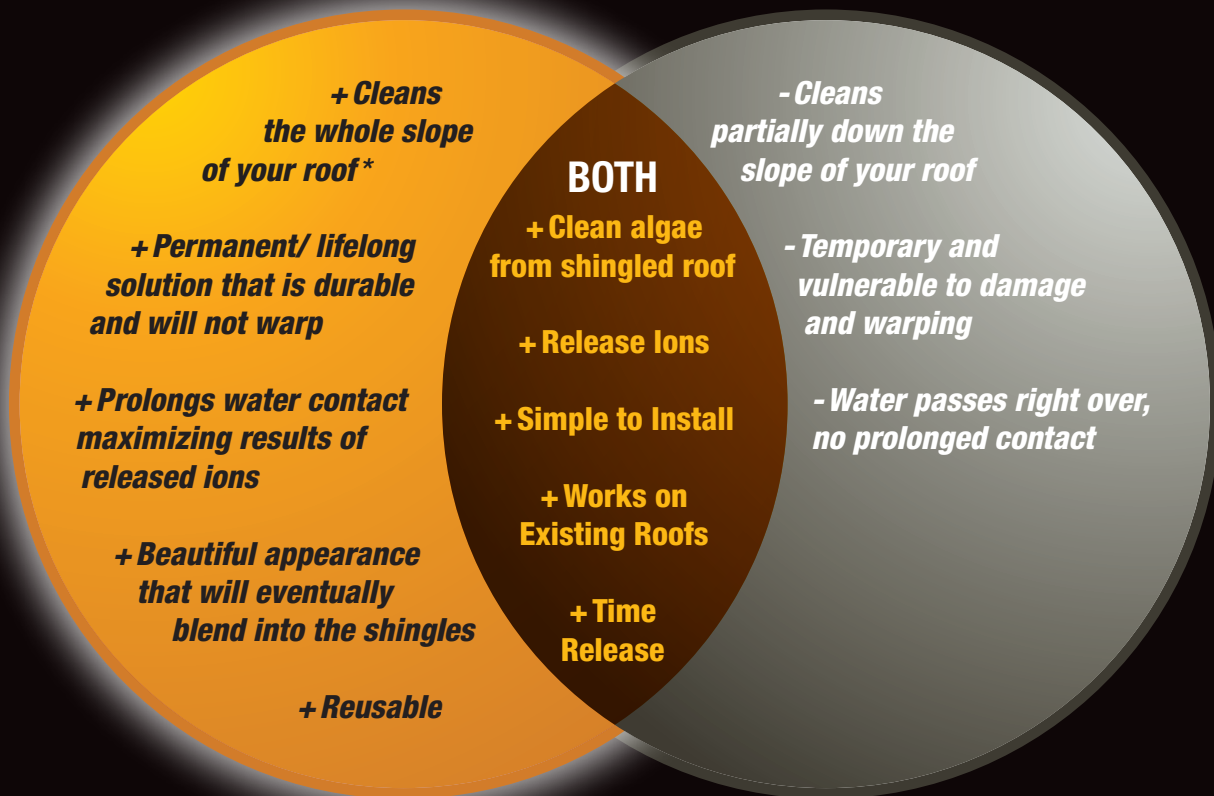 + Cleans
the whole slope
of your roof *
+ Permanent/ lifelong
solution that is durable
and will not warp
+ Prolongs water contact
maximizing results of
released ions
+ Beautiful appearance
that will eventually
blend into the shingles
+ Reusable
BOTH
+ Clean algae
from shingled roof
+ Release Ions
+ Simple to Install
+ Works on
Existing Roofs
+ Time
Release
- Cleans
partially down the
slope of your roof
- Temporary and
vulnerable to damage
and warping
- Water passes right over,
no prolonged contact